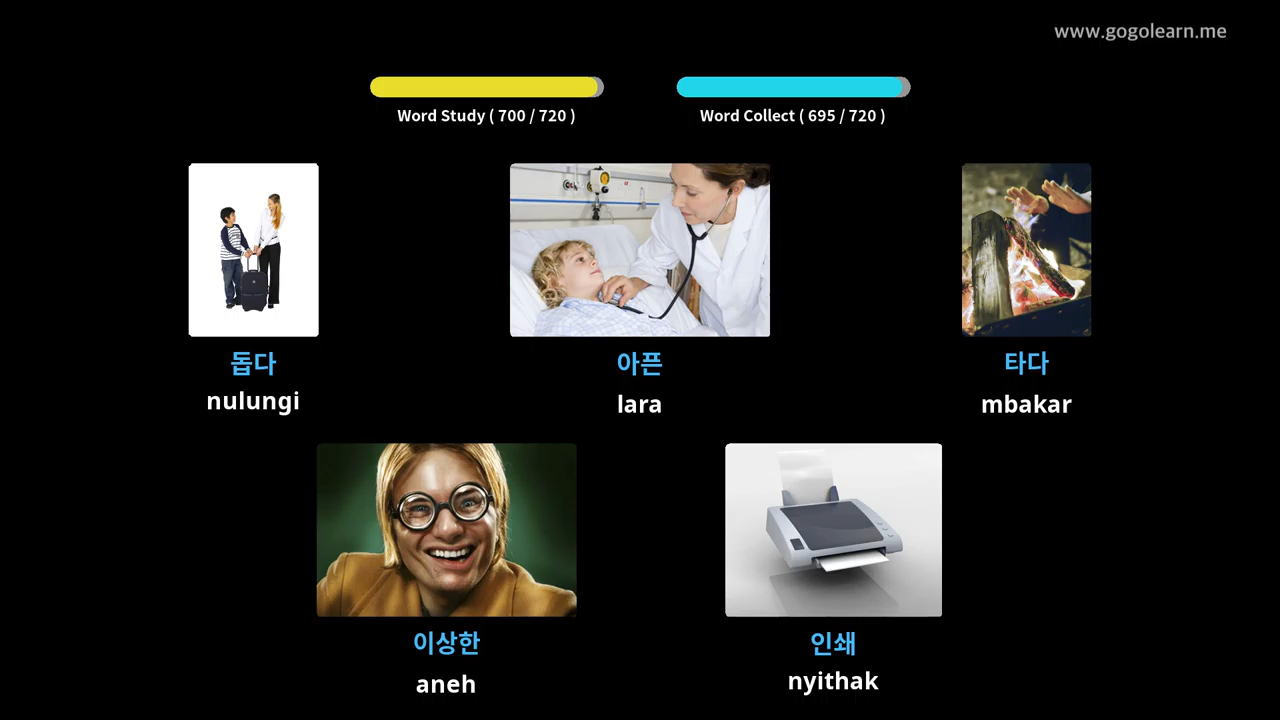 www.gogolearn.me
Word Study ( 700 / 720 )
Word Collect ( 695 / 720 )
돕다
nulungi
아픈
lara
타다
mbakar
이상한
aneh
인쇄
nyithak